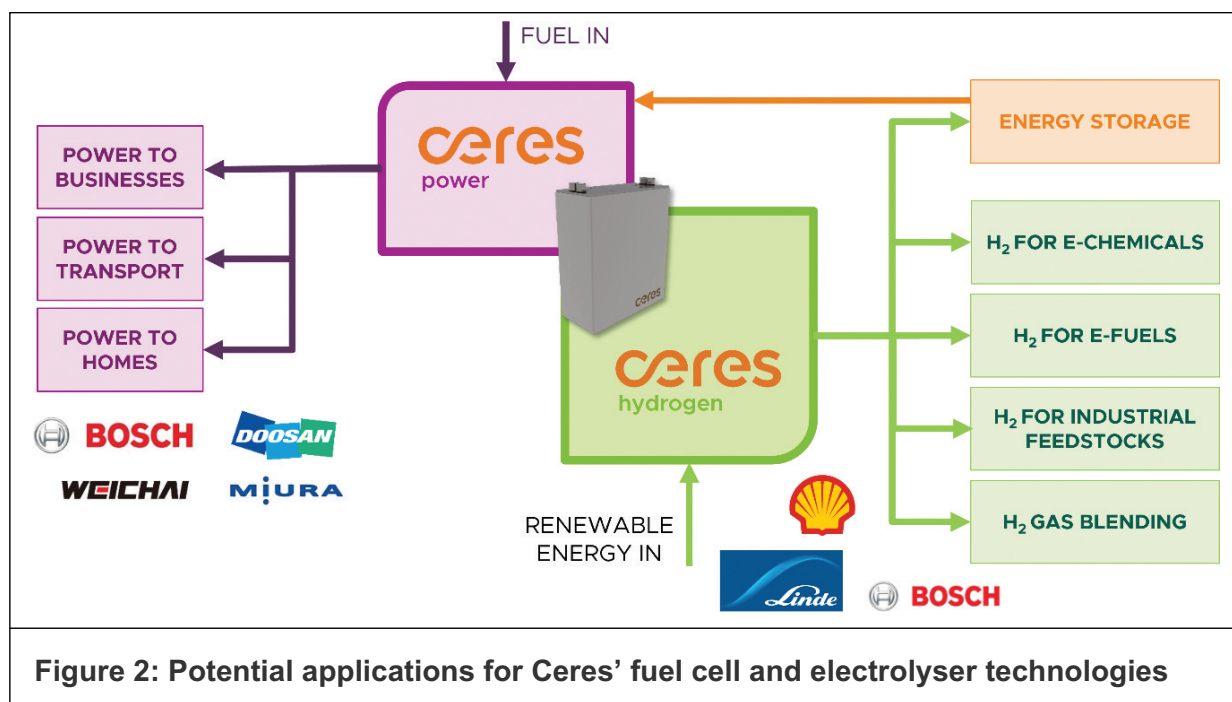 FUEL IN
ceres
power
ENERGY STORAGE
POWER TO
BUSINESSES
POWER TO
TRANSPORT
POWER TO
HOMES
ceres
ceres
hydrogen
H₂ FOR E-CHEMICALS
H₂ FOR E-FUELS
H₂ FOR INDUSTRIAL
FEEDSTOCKS
H₂ GAS BLENDING
BOSCH
DOOSAN
WEICHAI
MIURA
RENEWABLE
ENERGY IN
Linde
BOSCH
Figure 2: Potential applications for Ceres’ fuel cell and electrolyser technologies